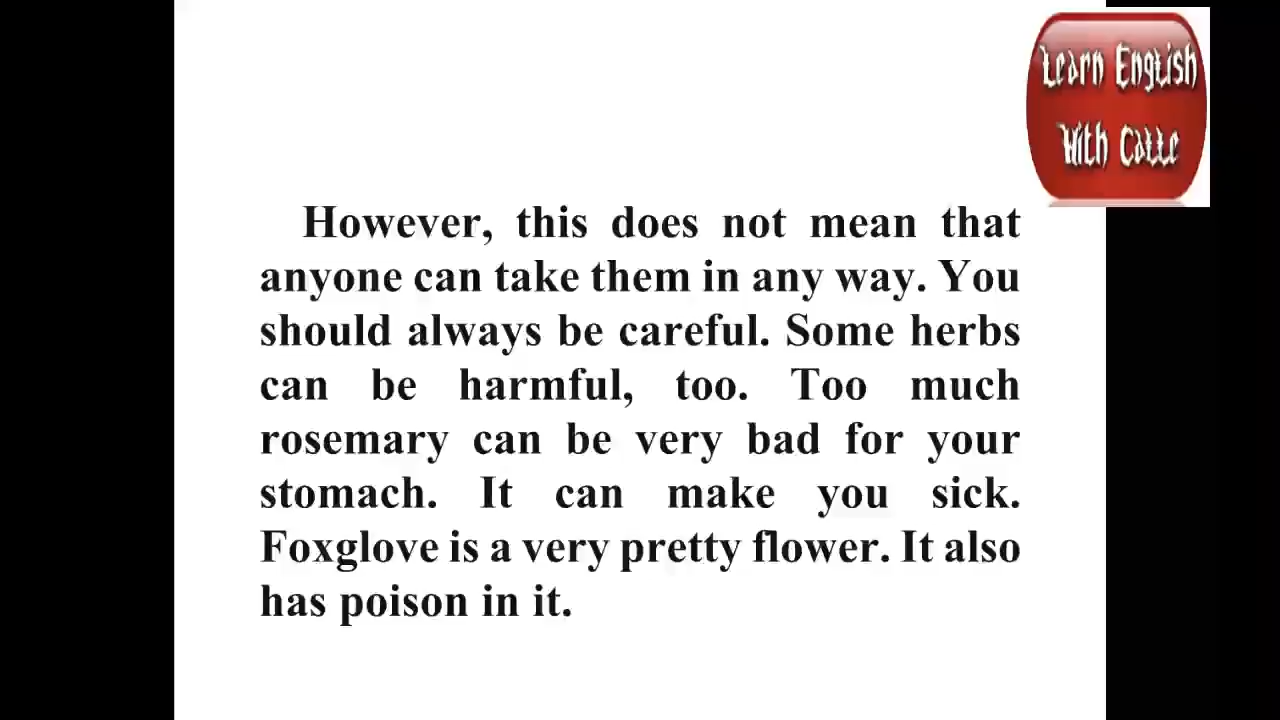 Learn English
With Catte
However, this does not mean that
anyone can take them in any way. You
should always be careful. Some herbs
can be harmful, too. Too much
rosemary can be very bad for your
stomach. It can make you sick.
Foxglove is a very pretty flower. It also
has poison in it.